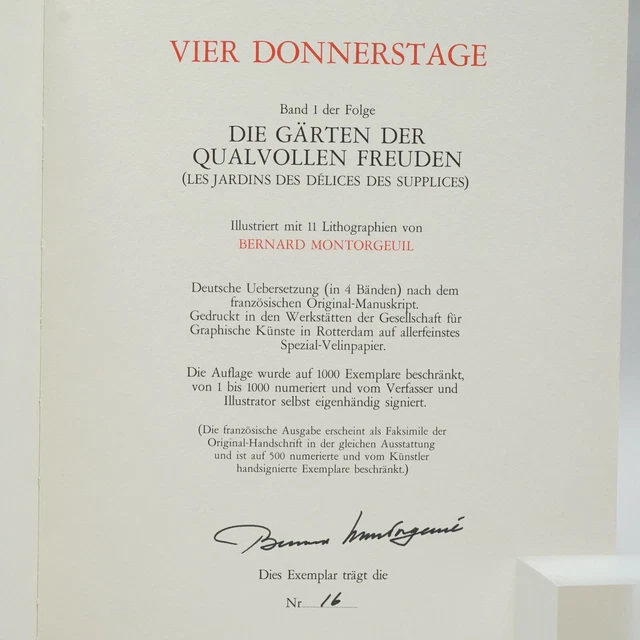 VIER DONNERSTAGE
Band 1 der Folge
DIE GÄRTEN DER
QUALVOLLEN FREUDEN
(LES JARDINS DES DÉLICES DES SUPPLICES)
Illustriert mit 11 Lithographien von
BERNARD MONTORGEUIL
Deutsche Uebersetzung (in 4 Bänden) nach dem
französischen Original-Manuskript.
Gedruckt in den Werkstätten der Gesellschaft für
Graphische Künste in Rotterdam auf allerfeinstes
Spezial-Velinpapier.
Die Auflage wurde auf 1000 Exemplare beschränkt,
von 1 bis 1000 numeriert und vom Verfasser und
Illustrator selbst eigenhändig signiert.
(Die französische Ausgabe erscheint als Faksimile der
Original-Handschrift in der gleichen Ausstattung
und ist auf 500 numerierte und vom Künstler
handsignierte Exemplare beschränkt.)
Bernard Montorgeuil
Dies Exemplar trägt die
Nr 16